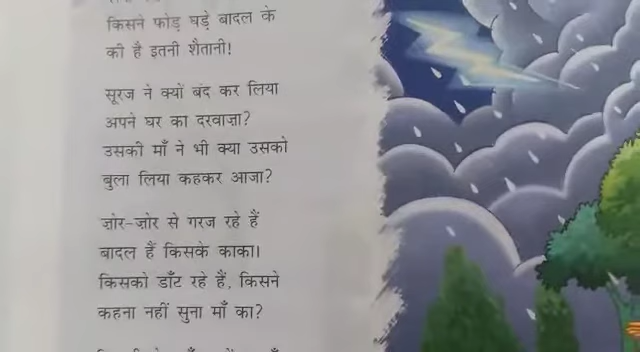 किसने फोड़ घड़े बादल के
की है इतनी शैतानी!
सूरज ने क्यों बंद कर लिया
अपने घर का दरवाज़ा?
उसकी माँ ने भी क्या उसको
बुला लिया कहकर आजा?
ज़ोर-ज़ोर से गरज रहे हैं
बादल हैं किसके काका।
किसको डाँट रहे हैं, किसने
कहना नहीं सुना माँ का?